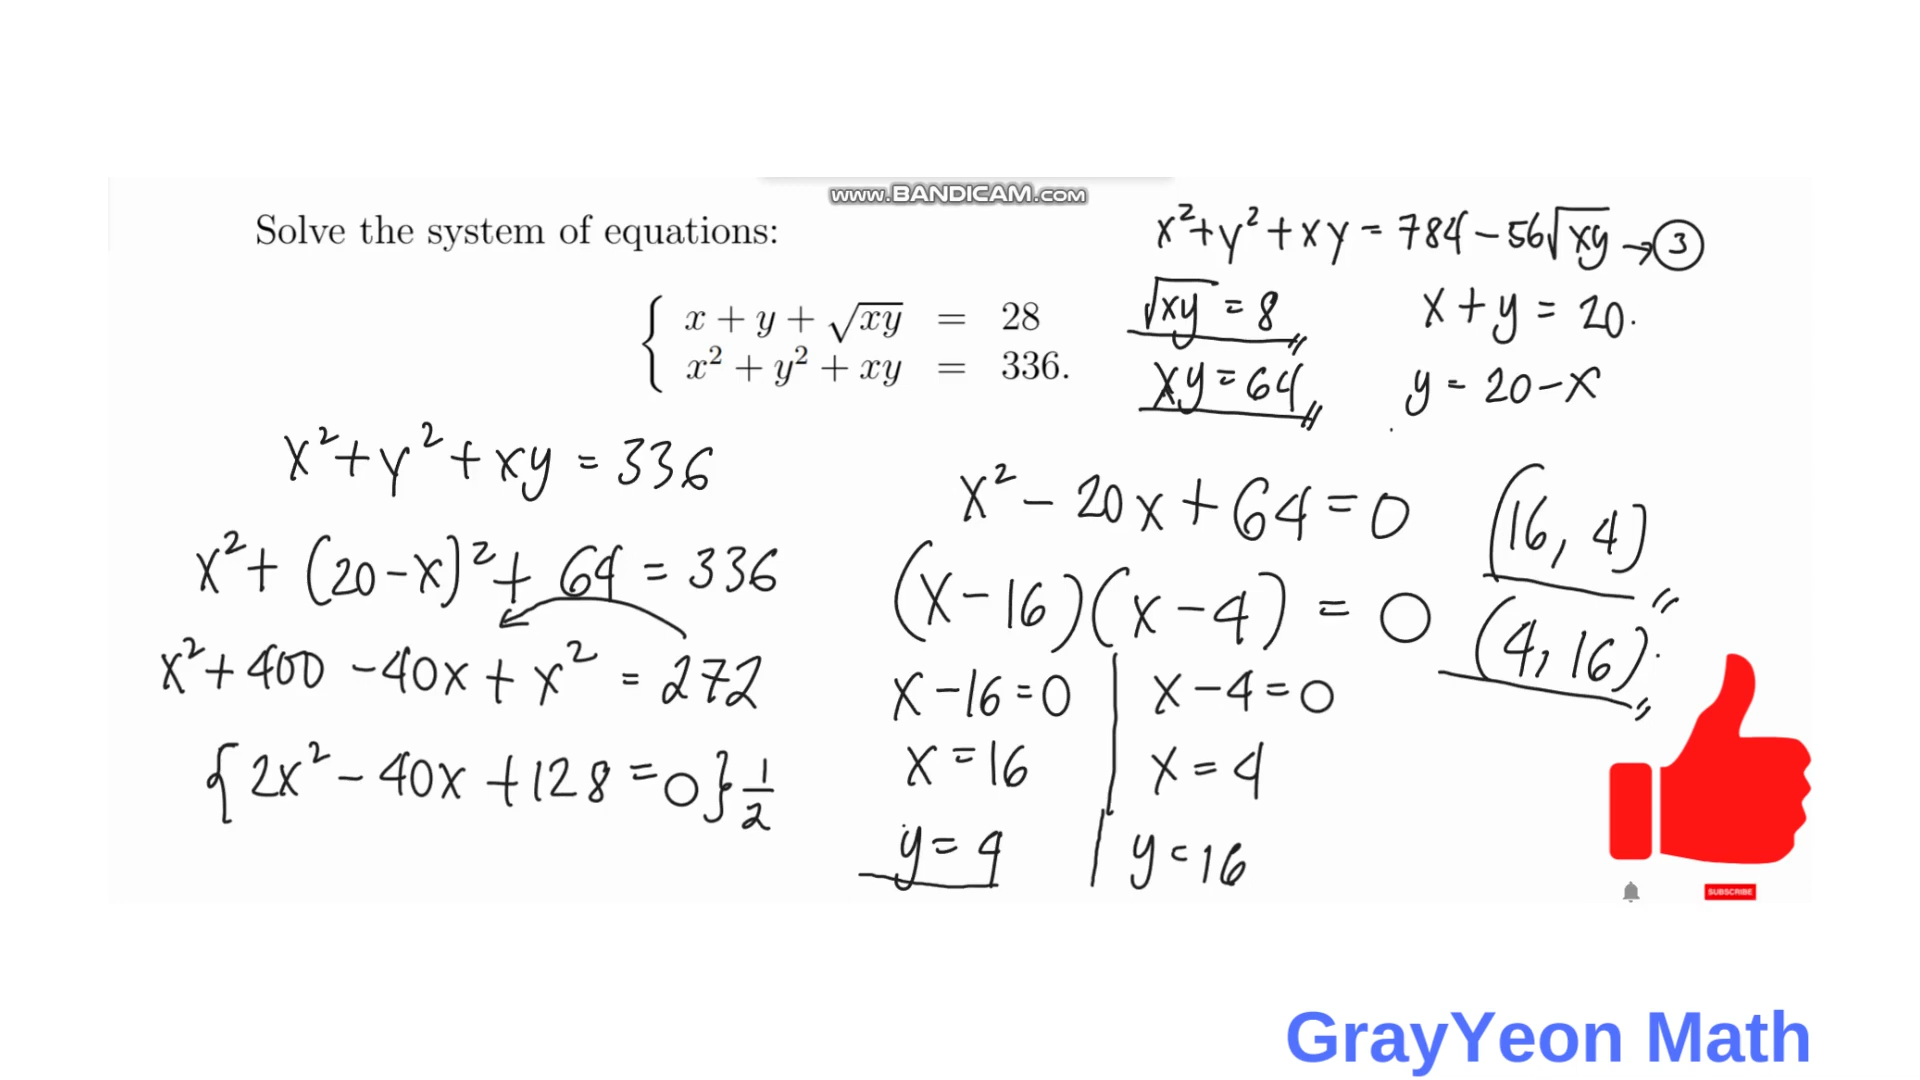 www.BANDICAM.com
Solve the system of equations:
x + y + √xy = 28
x² + y² + xy = 336.
x²+y²+xy = 784 - 56√xy → ③
√xy = 8
x + y = 20.
xy = 64
y = 20 - x
x² + y² + xy = 336
x² + (20 - x)² + 64 = 336
x² + 400 - 40x + x² = 272
{2x² - 40x + 128 = 0} 1/2
x² - 20x + 64 = 0
(x - 16)(x - 4) = 0
x - 16 = 0
x - 4 = 0
x = 16
x = 4
y = 4
y = 16
(16, 4)
(4, 16).
SUBSCRIBE
GrayYeon Math